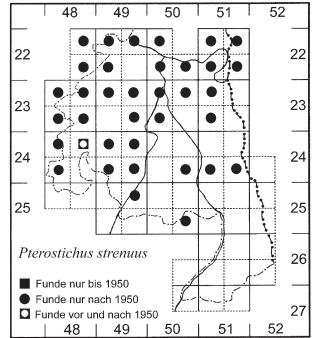 48 49 50 51 52
22 22
23 23
24 24
25 25
26
Pterostichus strenuus
Funde nur bis 1950
Funde nur nach 1950
Funde vor und nach 1950
27
48 49 50 51 52